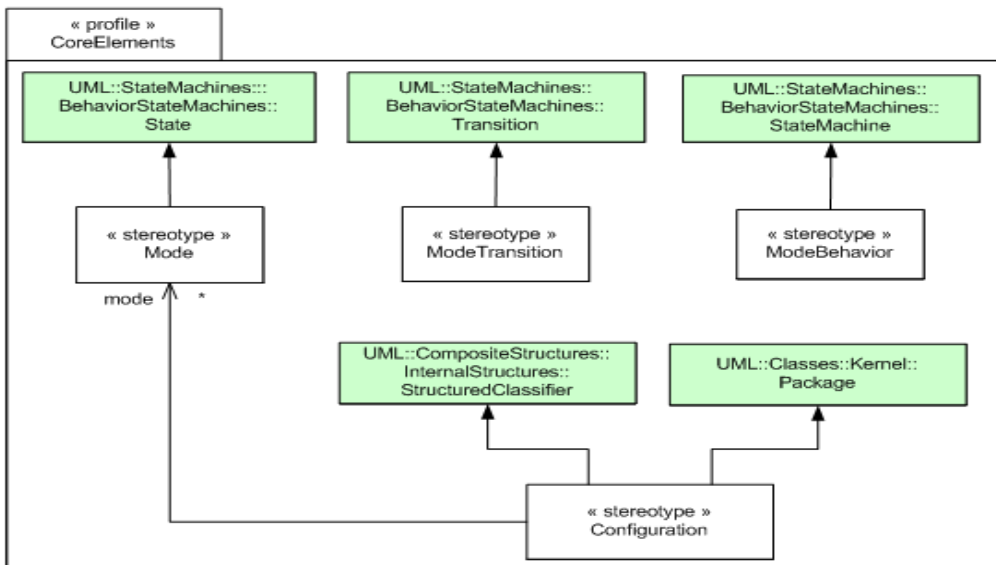 « profile »
CoreElements
UML::StateMachines:::
BehaviorStateMachines::
State
UML::StateMachines::
BehaviorStateMachines::
Transition
UML::StateMachines::
BehaviorStateMachines::
StateMachine
« stereotype »
Mode
« stereotype »
ModeTransition
« stereotype »
ModeBehavior
mode *
UML::CompositeStructures::
InternalStructures::
StructuredClassifier
UML::Classes::Kernel::
Package
« stereotype »
Configuration